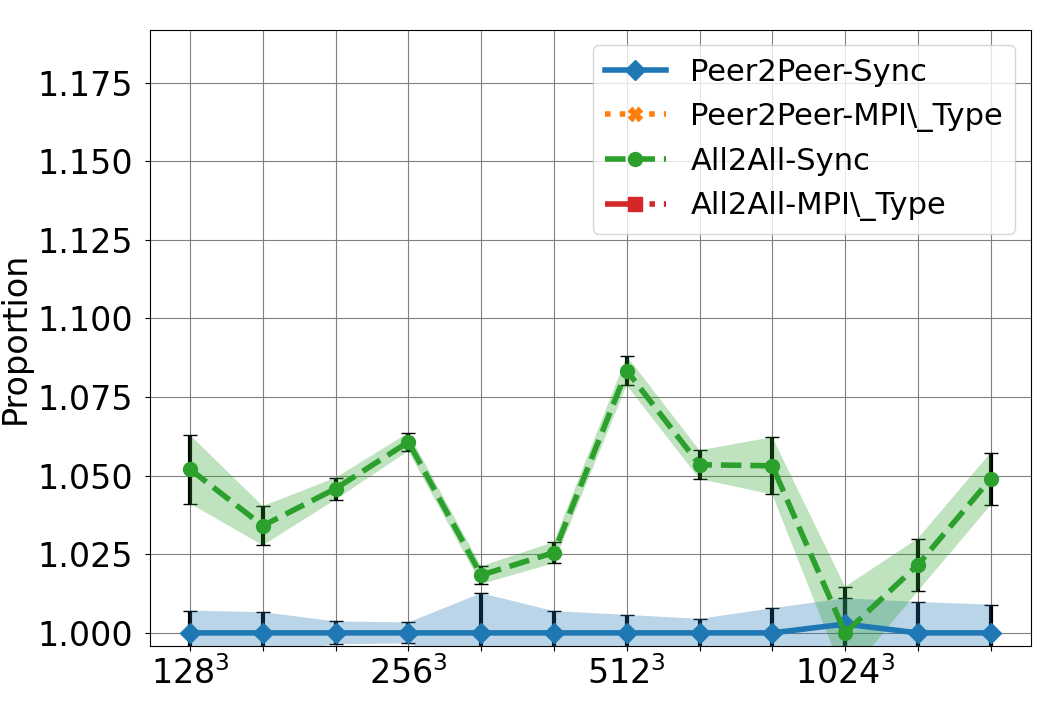 Peer2Peer-Sync
Peer2Peer-MPI\_Type
All2All-Sync
All2All-MPI\_Type
Proportion
1.175
1.150
1.125
1.100
1.075
1.050
1.025
1.000
128³
256³
512³
1024³